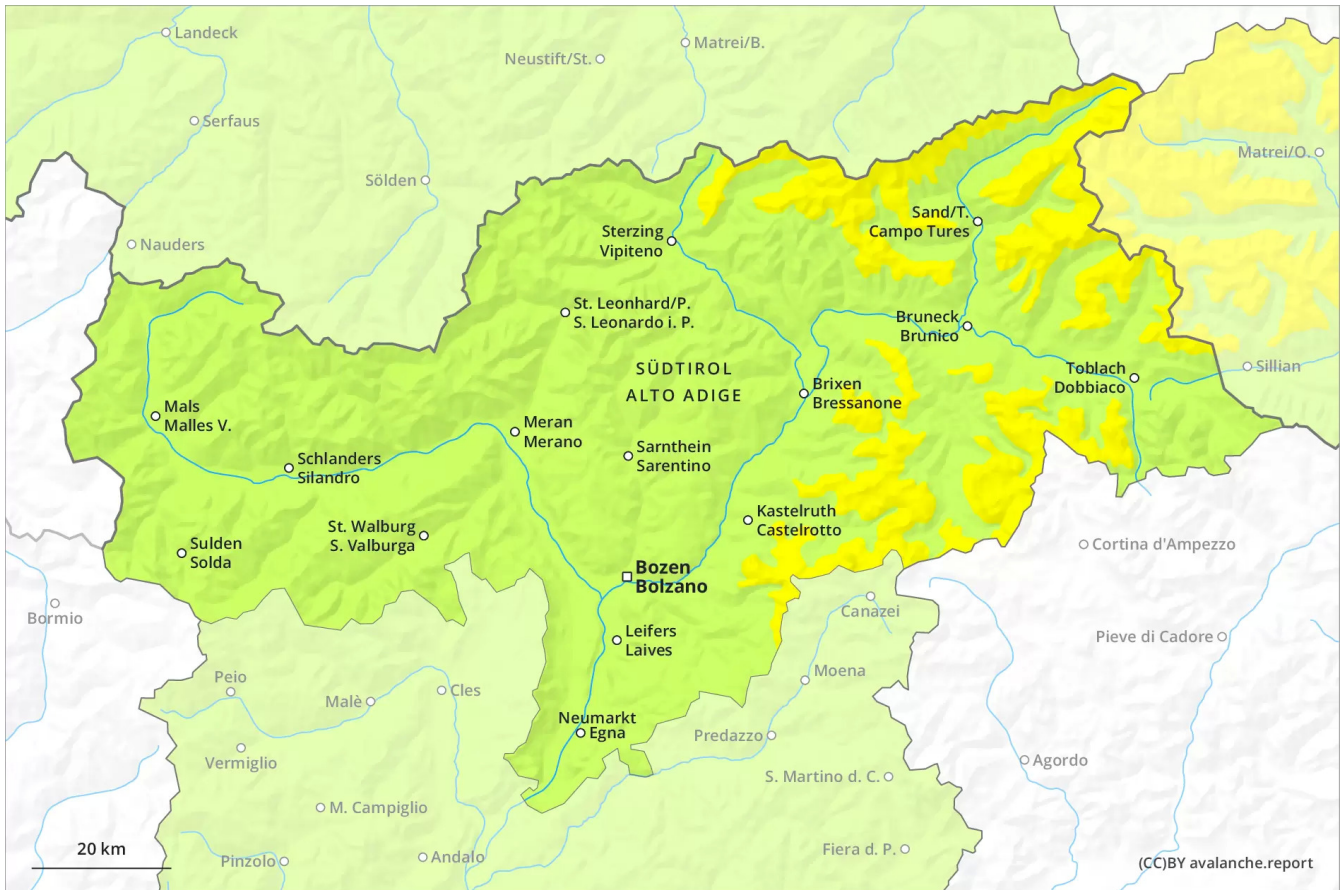 Landeck
Matrei/B.
Neustift/St.
Serfaus
Matrei/O.
Sölden
Sand/T.
Campo Tures
Sterzing
Vipiteno
Nauders
St. Leonhard/P.
S. Leonardo i. P.
Bruneck
Brunico
SÜDTIROL
ALTO ADIGE
Toblach
Dobbiaco
Sillian
Brixen
Bressanone
Mals
Malles V.
Meran
Merano
Sarnthein
Sarentino
Schlanders
Silandro
Kastelruth
Castelrotto
St. Walburg
S. Valburga
Sulden
Solda
Cortina d'Ampezzo
Bozen
Bolzano
Bormio
Canazei
Leifers
Laives
Pieve di Cadore
Moena
Peio
Malè
Cles
Neumarkt
Egna
Predazzo
Vermiglio
Agordo
S. Martino d. C.
M. Campiglio
20 km
Pinzolo
Andalo
Fiera d. P.
(CC)BY avalanche.report